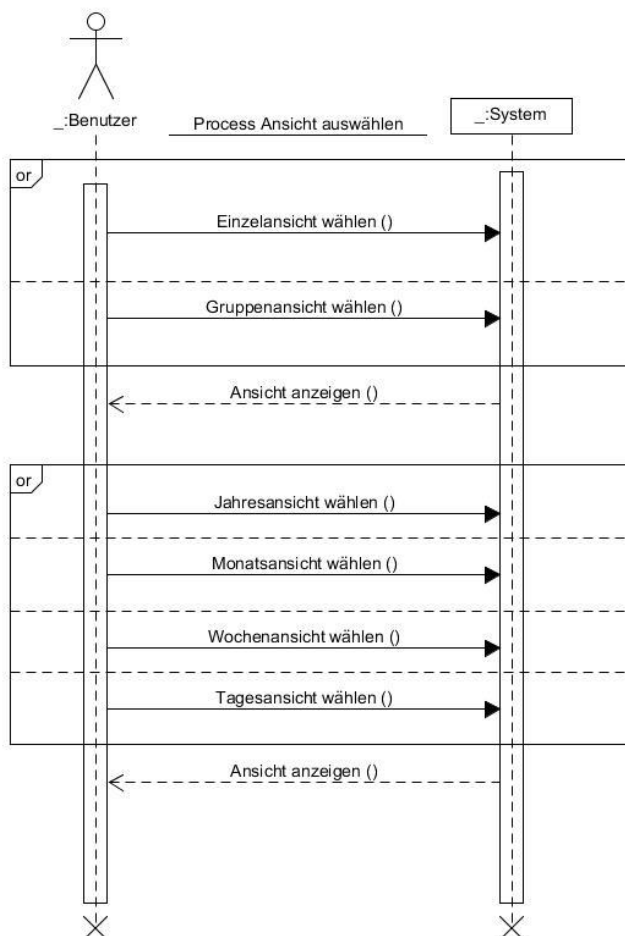 _:Benutzer
Process Ansicht auswählen
_:System
or
Einzelansicht wählen ()
Gruppenansicht wählen ()
Ansicht anzeigen ()
or
Jahresansicht wählen ()
Monatsansicht wählen ()
Wochenansicht wählen ()
Tagesansicht wählen ()
Ansicht anzeigen ()